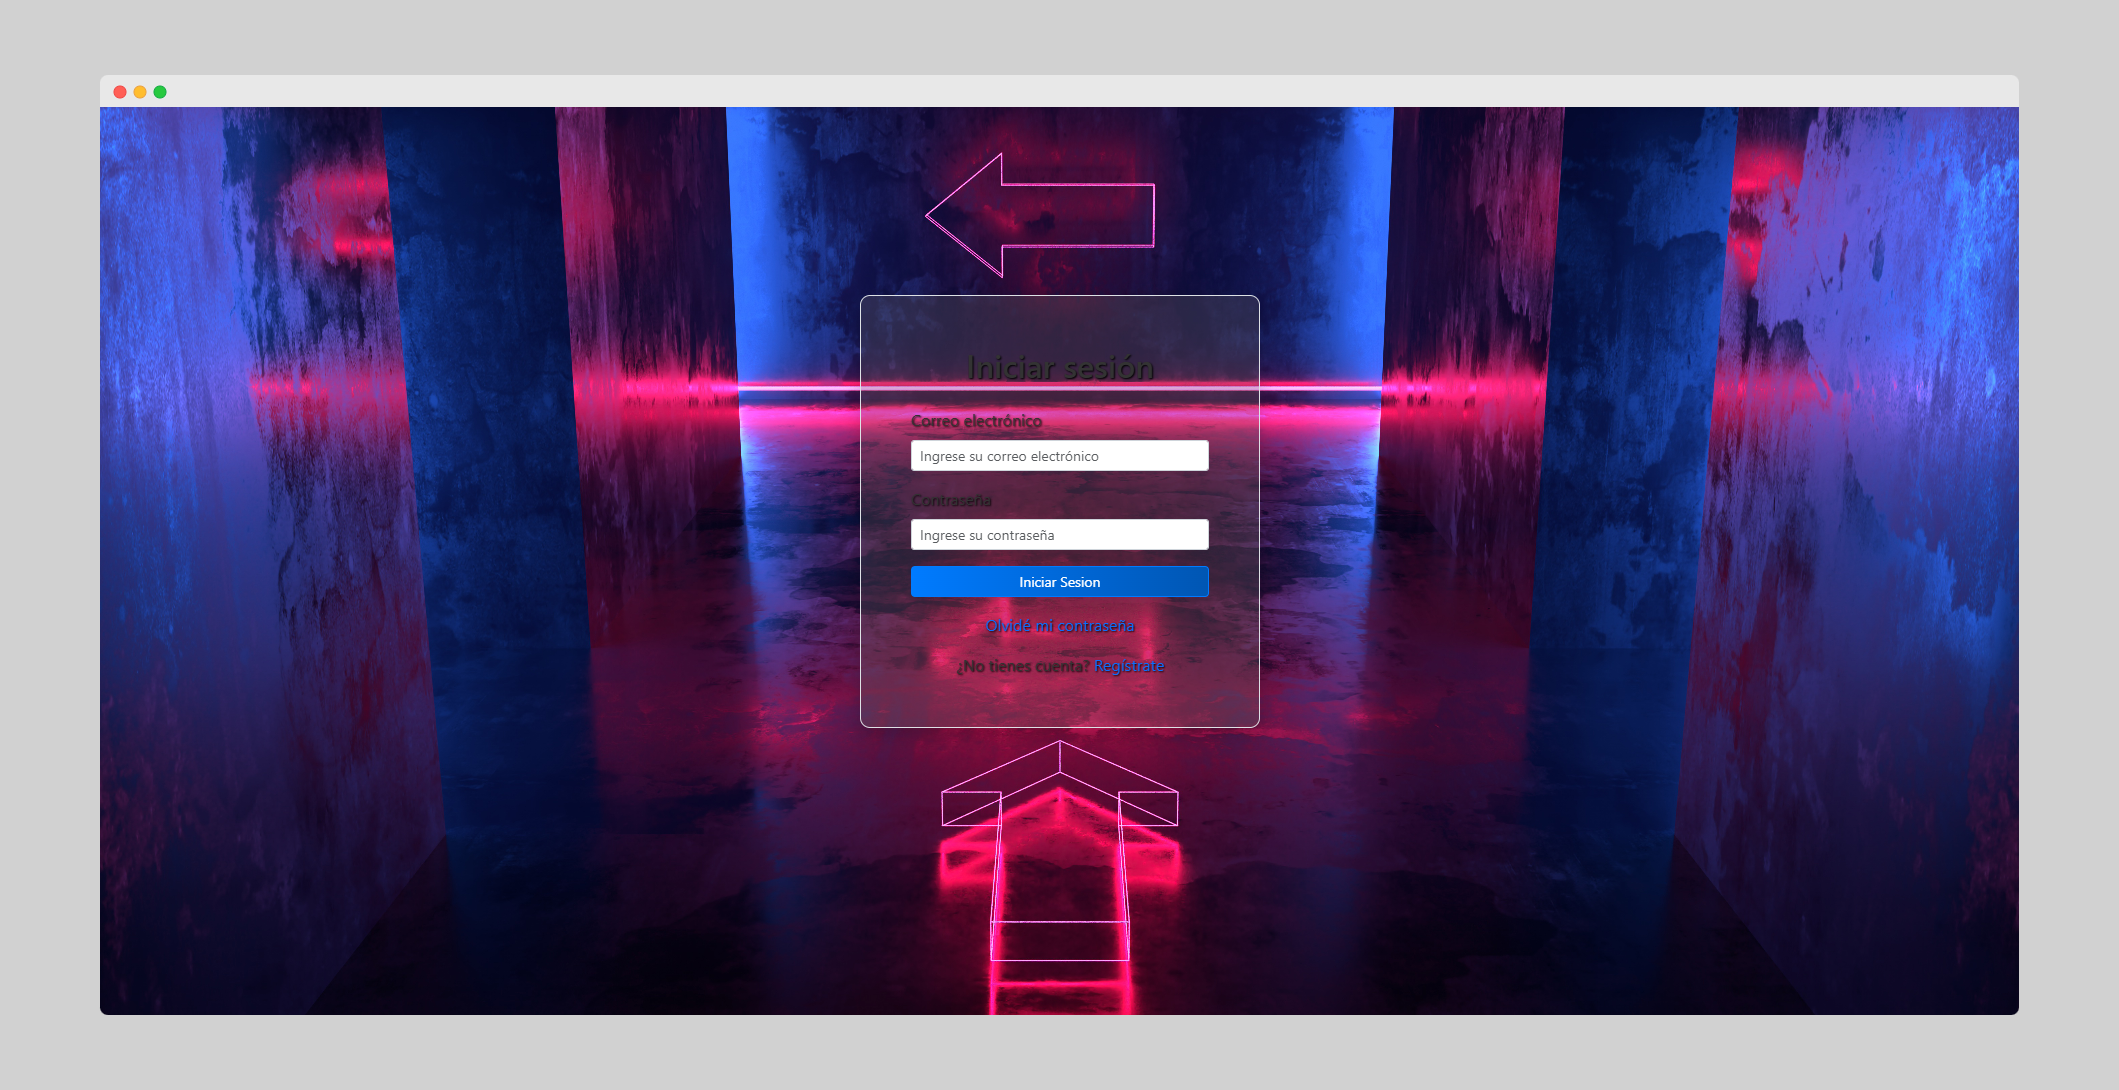 Iniciar sesión
Correo electrónico
Ingrese su correo electrónico
Contraseña
Ingrese su contraseña
Iniciar Sesion
Olvidé mi contraseña
¿No tienes cuenta? Regístrate